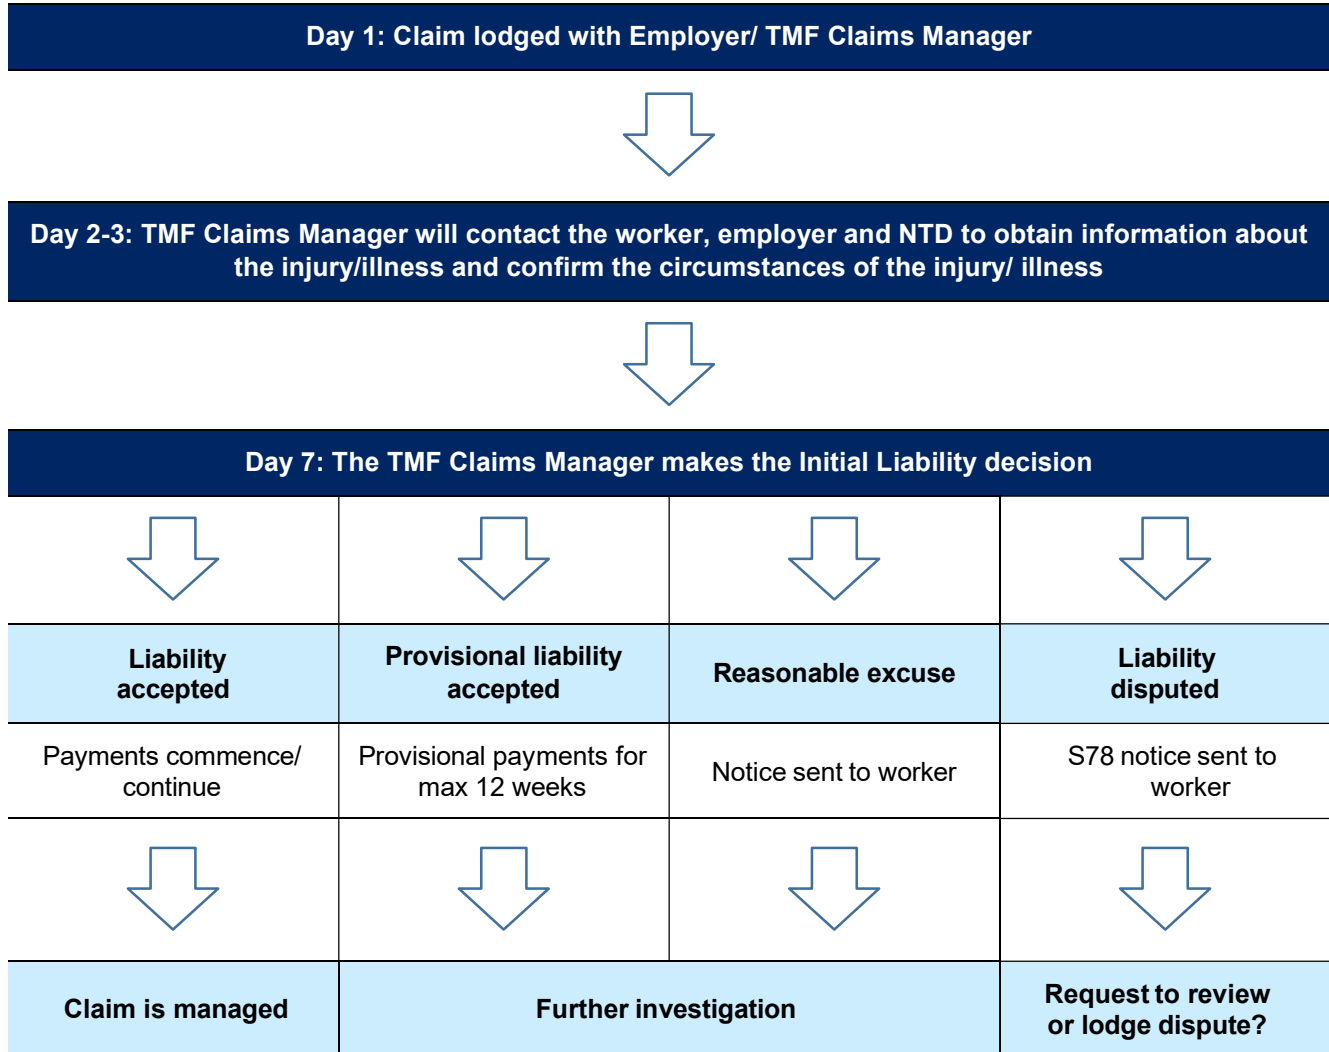 Day 1: Claim lodged with Employer/ TMF Claims Manager
Day 2-3: TMF Claims Manager will contact the worker, employer and NTD to obtain information about
the injury/illness and confirm the circumstances of the injury/ illness
Day 7: The TMF Claims Manager makes the Initial Liability decision
Liability
accepted
Provisional liability
accepted
Reasonable excuse
Liability
disputed
Payments commence/
continue
Provisional payments for
max 12 weeks
Notice sent to worker
S78 notice sent to
worker
Claim is managed
Further investigation
Request to review
or lodge dispute?